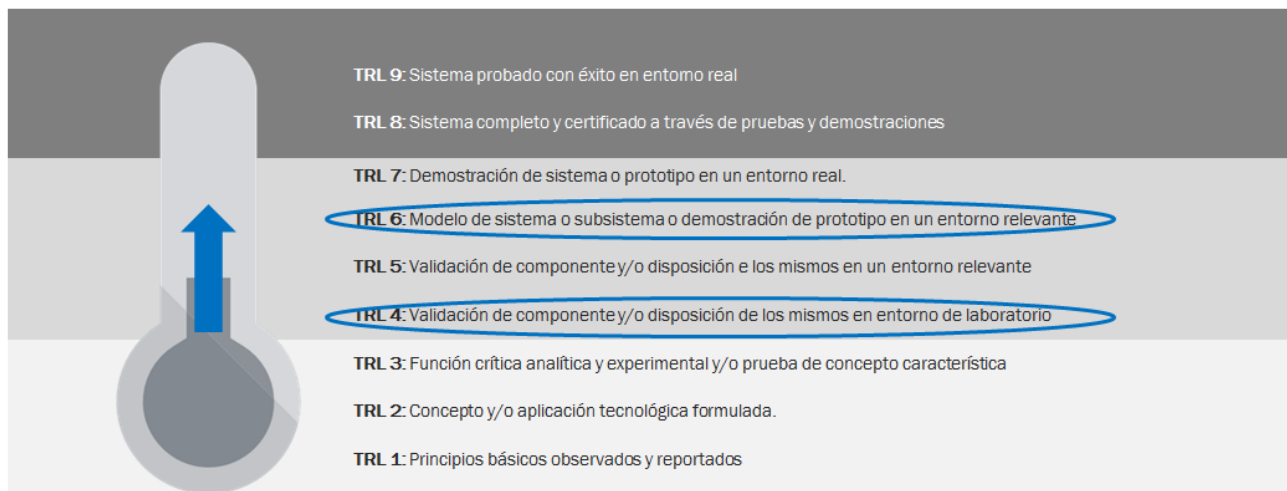 TRL 9: Sistema probado con éxito en entorno real
TRL 8: Sistema completo y certificado a través de pruebas y demostraciones
TRL 7: Demostración de sistema o prototipo en un entorno real.
TRL 6: Modelo de sistema o subsistema o demostración de prototipo en un entorno relevante
TRL 5: Validación de componente y/o disposición e los mismos en un entorno relevante
TRL 4: Validación de componente y/o disposición de los mismos en entorno de laboratorio
TRL 3: Función crítica analítica y experimental y/o prueba de concepto característica
TRL 2: Concepto y/o aplicación tecnológica formulada.
TRL 1: Principios básicos observados y reportados